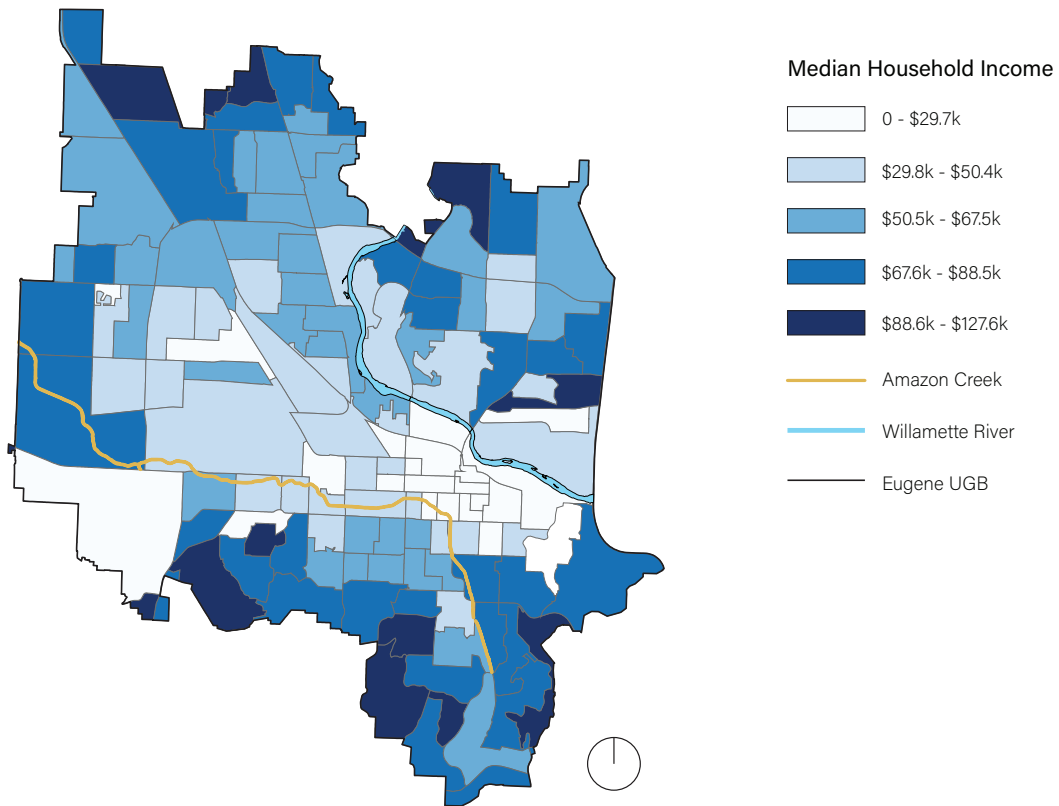 Median Household Income
0 - $29.7k
$29.8k - $50.4k
$50.5k - $67.5k
$67.6k - $88.5k
$88.6k - $127.6k
Amazon Creek
Willamette River
Eugene UGB